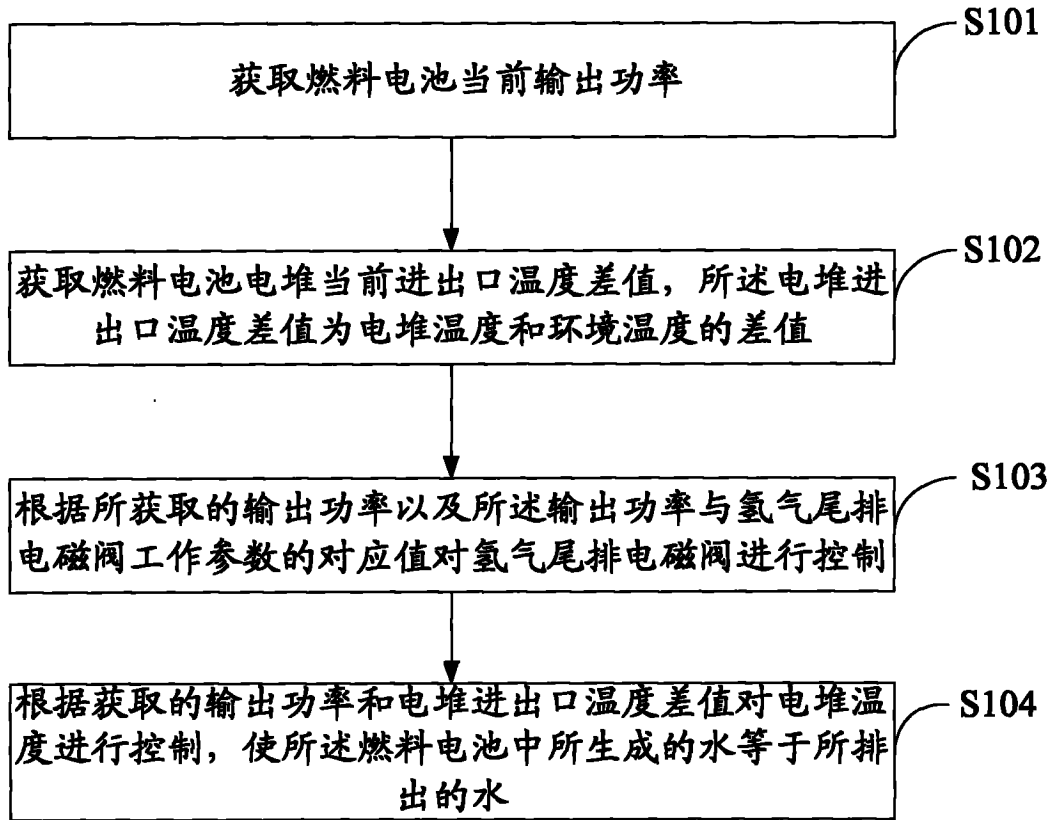 S101
获取燃料电池当前输出功率
S102
获取燃料电池电堆当前进出口温度差值，所述电堆进
出口温度差值为电堆温度和环境温度的差值
S103
根据所获取的输出功率以及所述输出功率与氢气尾排
电磁阀工作参数的对应值对氢气尾排电磁阀进行控制
S104
根据获取的输出功率和电堆进出口温度差值对电堆温
度进行控制，使所述燃料电池中所生成的水等于所排
出的水